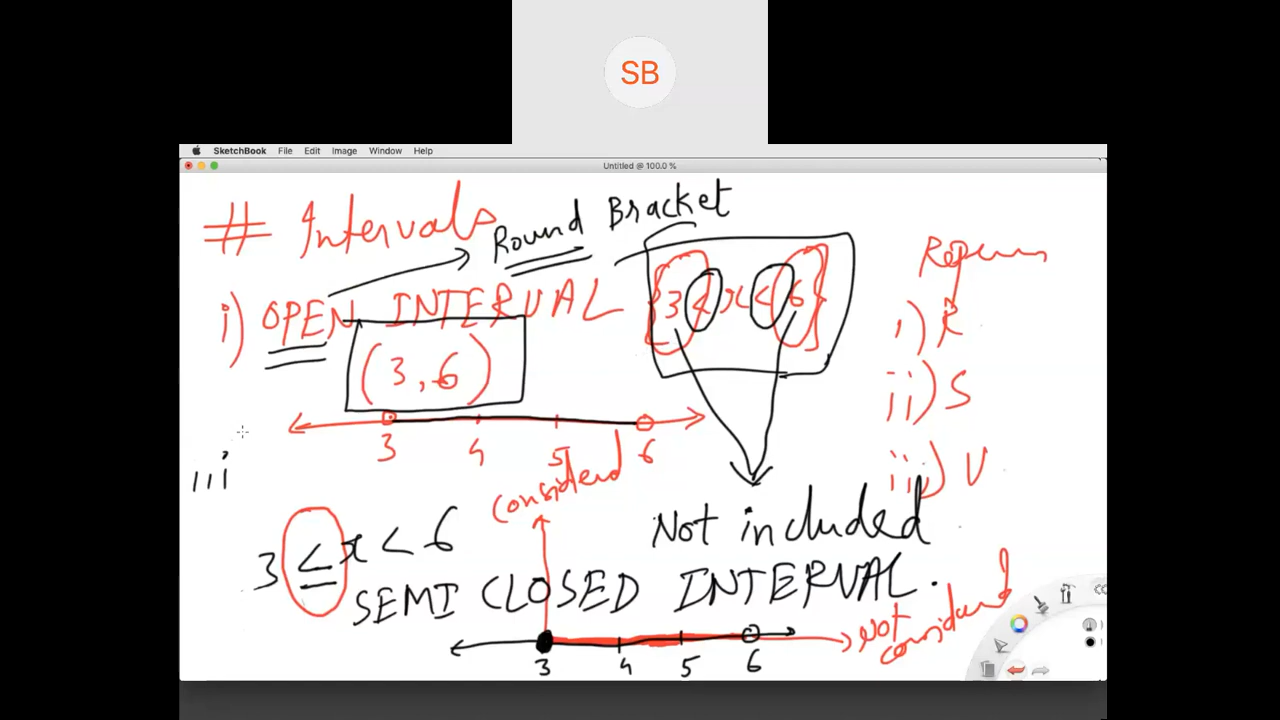 SB
SketchBook File Edit Image Window Help
Untitled @ 100.0 %
# Intervals
Round Bracket
i) OPEN INTERVAL {3 < x < 6}
(3, 6)
3 4 5 6
i) R
ii) S
iii) V
iii
considered
Not included
3 ≤ x < 6
SEMI CLOSED INTERVAL.
Not considered
3 4 5 6